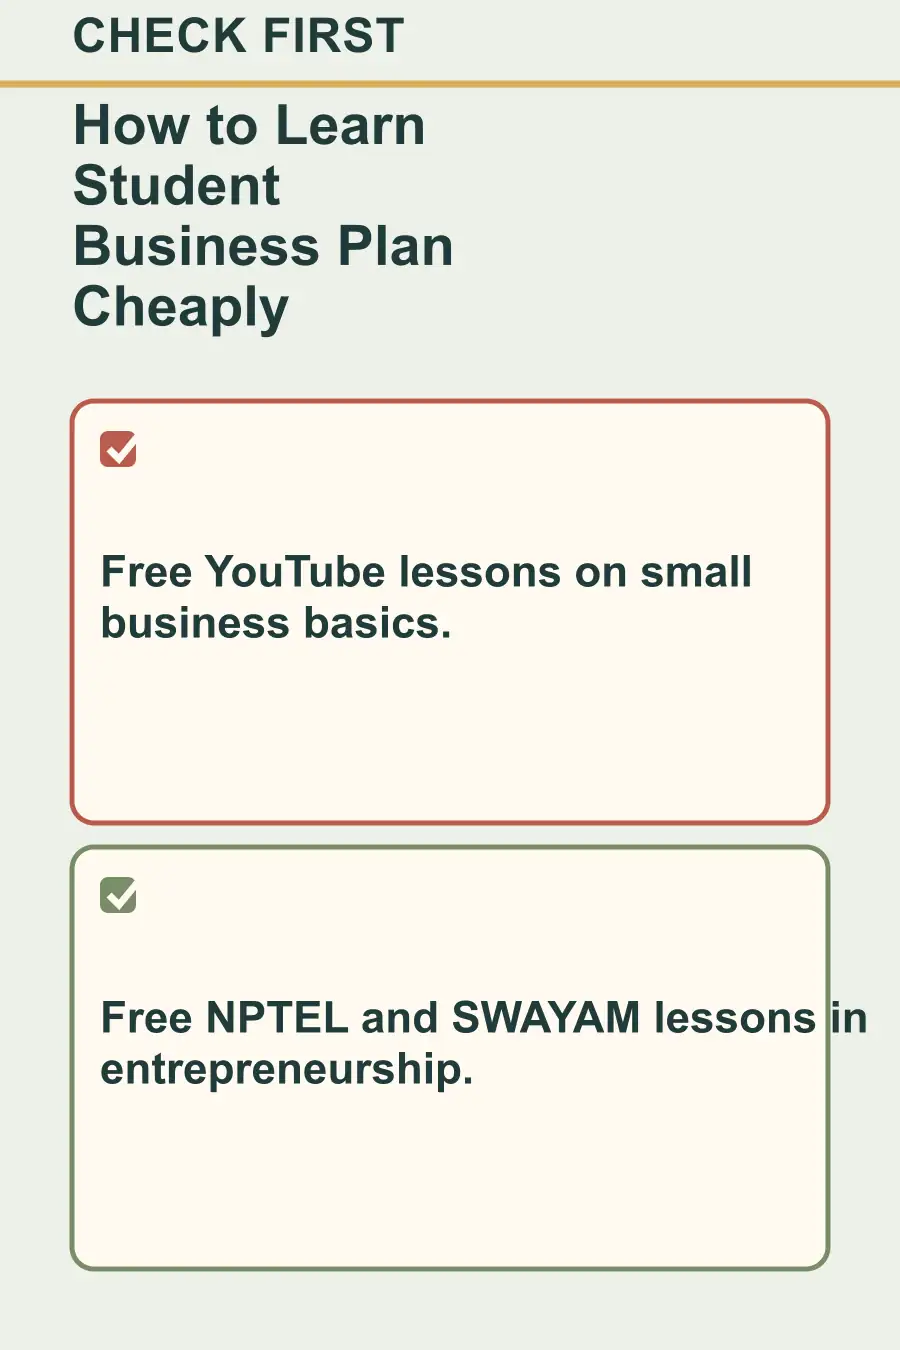 CHECK FIRST
How to Learn
Student
Business Plan
Cheaply
Free YouTube lessons on small
business basics.
Free NPTEL and SWAYAM lessons in
entrepreneurship.